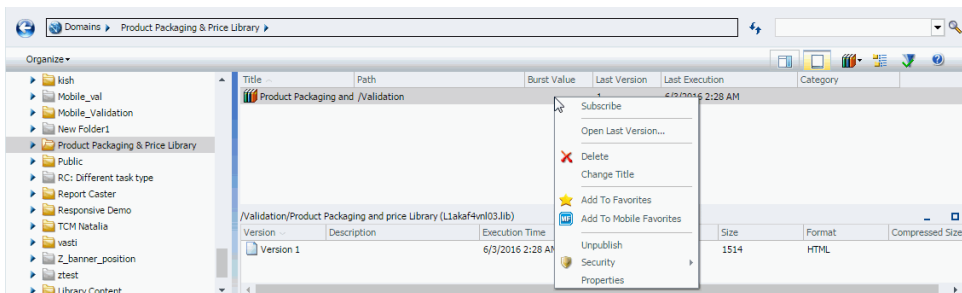 Domains Product Packaging & Price Library
Organize
kish
Mobile_val
Mobile_Validation
New Folder1
Product Packaging & Price Library
Public
RC: Different task type
Report Caster
Responsive Demo
TCM Natalia
vasti
Z_banner_position
ztest
Library Content
Title Path Burst Value Last Version Last Execution Category
Product Packaging and /Validation 1 6/3/2016 2:28 AM
Subscribe
Open Last Version...
Delete
Change Title
Add To Favorites
Add To Mobile Favorites
Unpublish
Security
Properties
/Validation/Product Packaging and price Library (L1akaf4vnl03.lib)
Version Description Execution Time Size Format Compressed Size
Version 1 6/3/2016 2:28 AM 1514 HTML